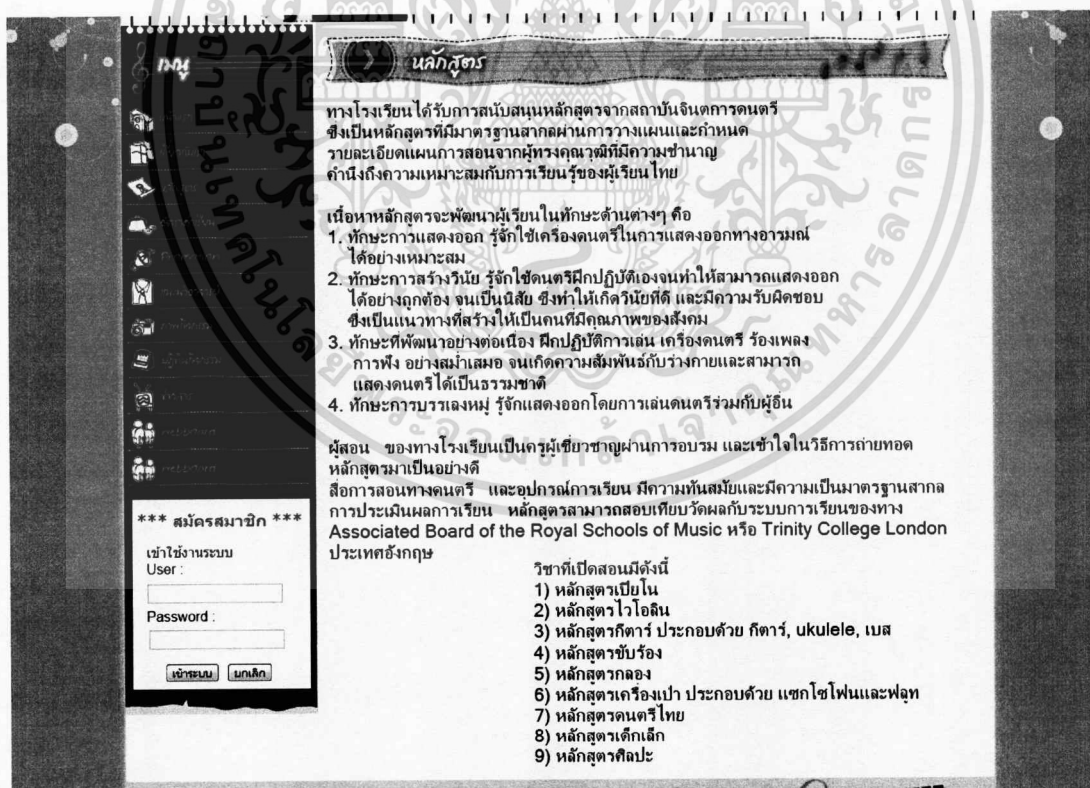 เมนู
หลักสูตร
ทางโรงเรียนได้รับการสนับสนุนหลักสูตรจากสถาบันจินตการดนตรี
ซึ่งเป็นหลักสูตรที่มีมาตรฐานสากลผ่านการวางแผนและกำหนด
รายละเอียดแผนการสอนจากผู้ทรงคุณวุฒิที่มีความชำนาญ
คำนึงถึงความเหมาะสมกับการเรียนรู้ของผู้เรียนไทย
เนื้อหาหลักสูตรจะพัฒนาผู้เรียนในทักษะด้านต่างๆ คือ
1. ทักษะการแสดงออก รู้จักใช้เครื่องดนตรีในการแสดงออกทางอารมณ์
ได้อย่างเหมาะสม
2. ทักษะการสร้างวินัย รู้จักใช้ดนตรีฝึกปฏิบัติเองจนทำให้สามารถแสดงออก
ได้อย่างถูกต้อง จนเป็นนิสัย ซึ่งทำให้เกิดวินัยที่ดี และมีความรับผิดชอบ
ซึ่งเป็นแนวทางที่สร้างให้เป็นคนที่มีคุณภาพของสังคม
3. ทักษะที่พัฒนาอย่างต่อเนื่อง ฝึกปฏิบัติการเล่น เครื่องดนตรี ร้องเพลง
การฟัง อย่างสม่ำเสมอ จนเกิดความสัมพันธ์กับร่างกายและสามารถ
แสดงดนตรีได้เป็นธรรมชาติ
4. ทักษะการบรรเลงหมู่ รู้จักแสดงออกโดยการเล่นดนตรีร่วมกับผู้อื่น
ผู้สอน ของทางโรงเรียนเป็นครูผู้เชี่ยวชาญผ่านการอบรม และเข้าใจในวิธีการถ่ายทอด
หลักสูตรมาเป็นอย่างดี
สื่อการสอนทางดนตรี และอุปกรณ์การเรียน มีความทันสมัยและมีความเป็นมาตรฐานสากล
การประเมินผลการเรียน หลักสูตรสามารถสอบเทียบวัดผลกับระบบการเรียนของทาง
Associated Board of the Royal Schools of Music หรือ Trinity College London
ประเทศอังกฤษ
วิชาที่เปิดสอนมีดังนี้
1) หลักสูตรเปียโน
2) หลักสูตรไวโอลิน
3) หลักสูตรกีตาร์ ประกอบด้วย กีตาร์, ukulele, เบส
4) หลักสูตรขับร้อง
5) หลักสูตรกลอง
6) หลักสูตรเครื่องเป่า ประกอบด้วย แซกโซโฟนและฟลูท
7) หลักสูตรดนตรีไทย
8) หลักสูตรเด็กเล็ก
9) หลักสูตรศิลปะ
*** สมัครสมาชิก ***
เข้าใช้งานระบบ
User :
Password :
เข้าระบบ
ยกเลิก